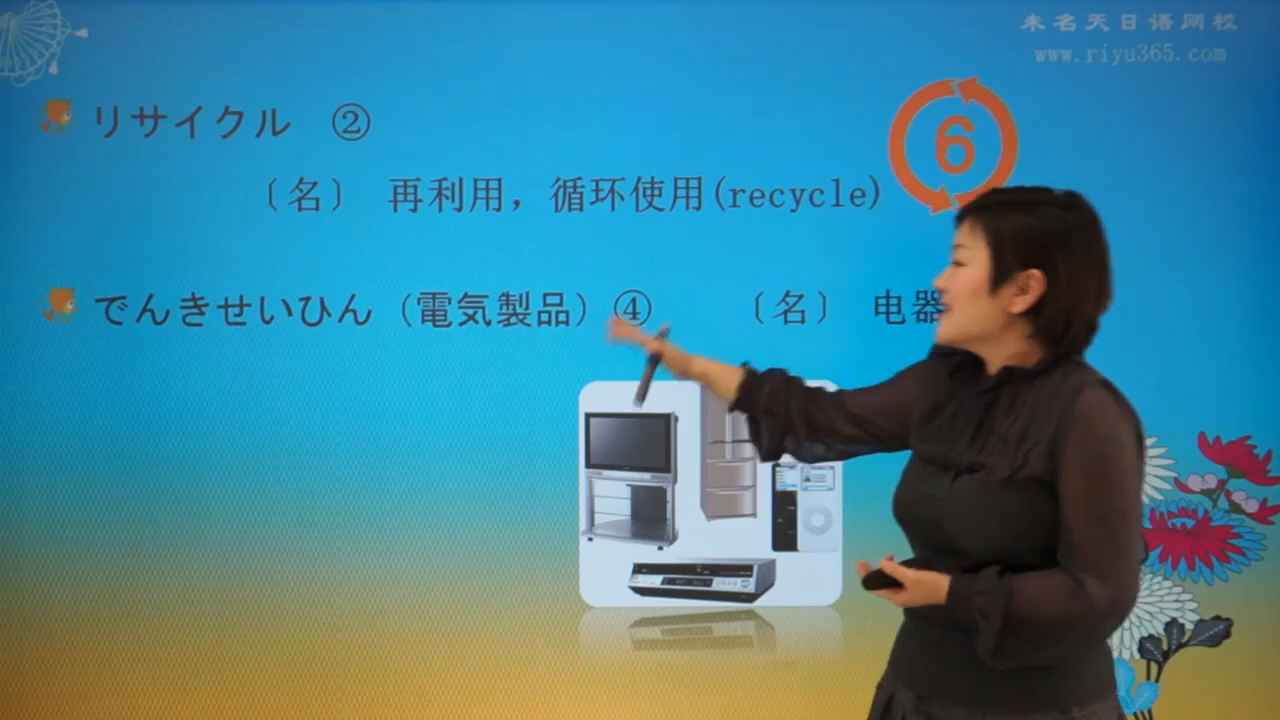 未名天日语网校
www.riyu365.com
リサイクル ②
6
〔名〕 再利用，循环使用(recycle)
でんきせいひん（電気製品）④ 〔名〕 电器